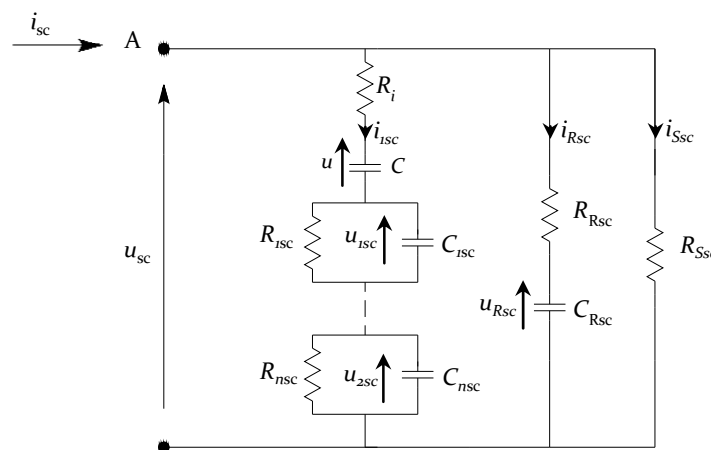 i_sc
A
R_i
i_1sc
i_Rsc
i_Ssc
u
C
R_Rsc
R_1sc
u_1sc
C_1sc
u_sc
R_Ssc
u_Rsc
C_Rsc
R_nsc
u_2sc
C_nsc